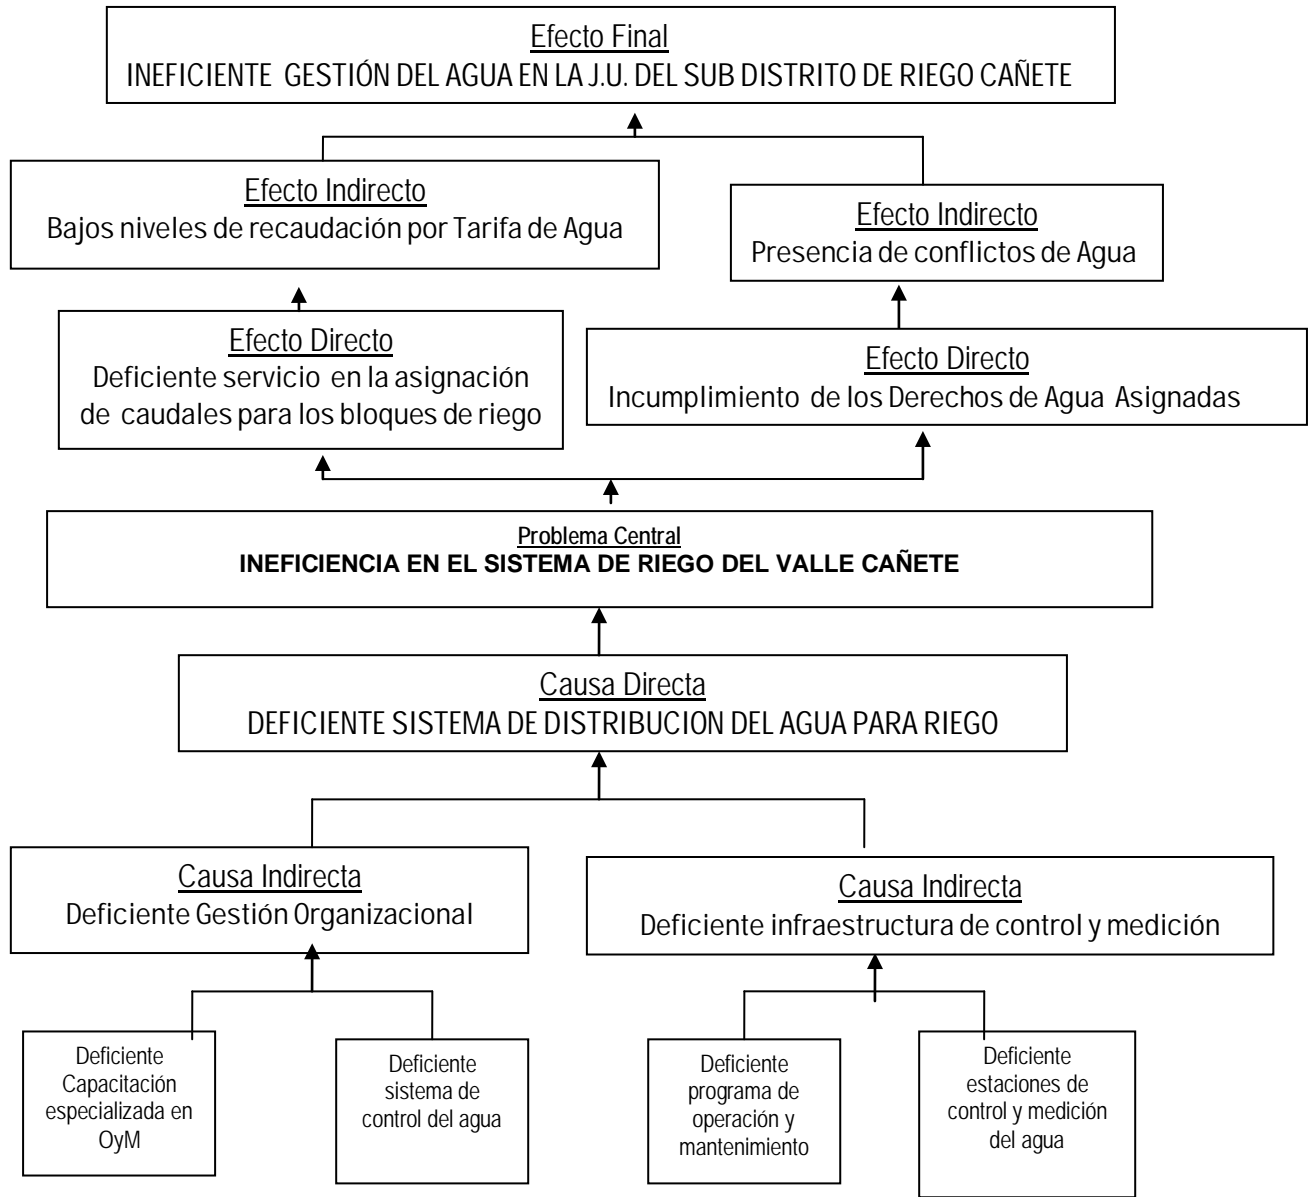 Efecto Final
INEFICIENTE GESTIÓN DEL AGUA EN LA J.U. DEL SUB DISTRITO DE RIEGO CAÑETE
Efecto Indirecto
Bajos niveles de recaudación por Tarifa de Agua
Efecto Indirecto
Presencia de conflictos de Agua
Efecto Directo
Deficiente servicio en la asignación
de caudales para los bloques de riego
Efecto Directo
Incumplimiento de los Derechos de Agua Asignadas
Problema Central
INEFICIENCIA EN EL SISTEMA DE RIEGO DEL VALLE CAÑETE
Causa Directa
DEFICIENTE SISTEMA DE DISTRIBUCION DEL AGUA PARA RIEGO
Causa Indirecta
Deficiente Gestión Organizacional
Causa Indirecta
Deficiente infraestructura de control y medición
Deficiente
Capacitación
especializada en
OyM
Deficiente
sistema de
control del agua
Deficiente
programa de
operación y
mantenimiento
Deficiente
estaciones de
control y medición
del agua